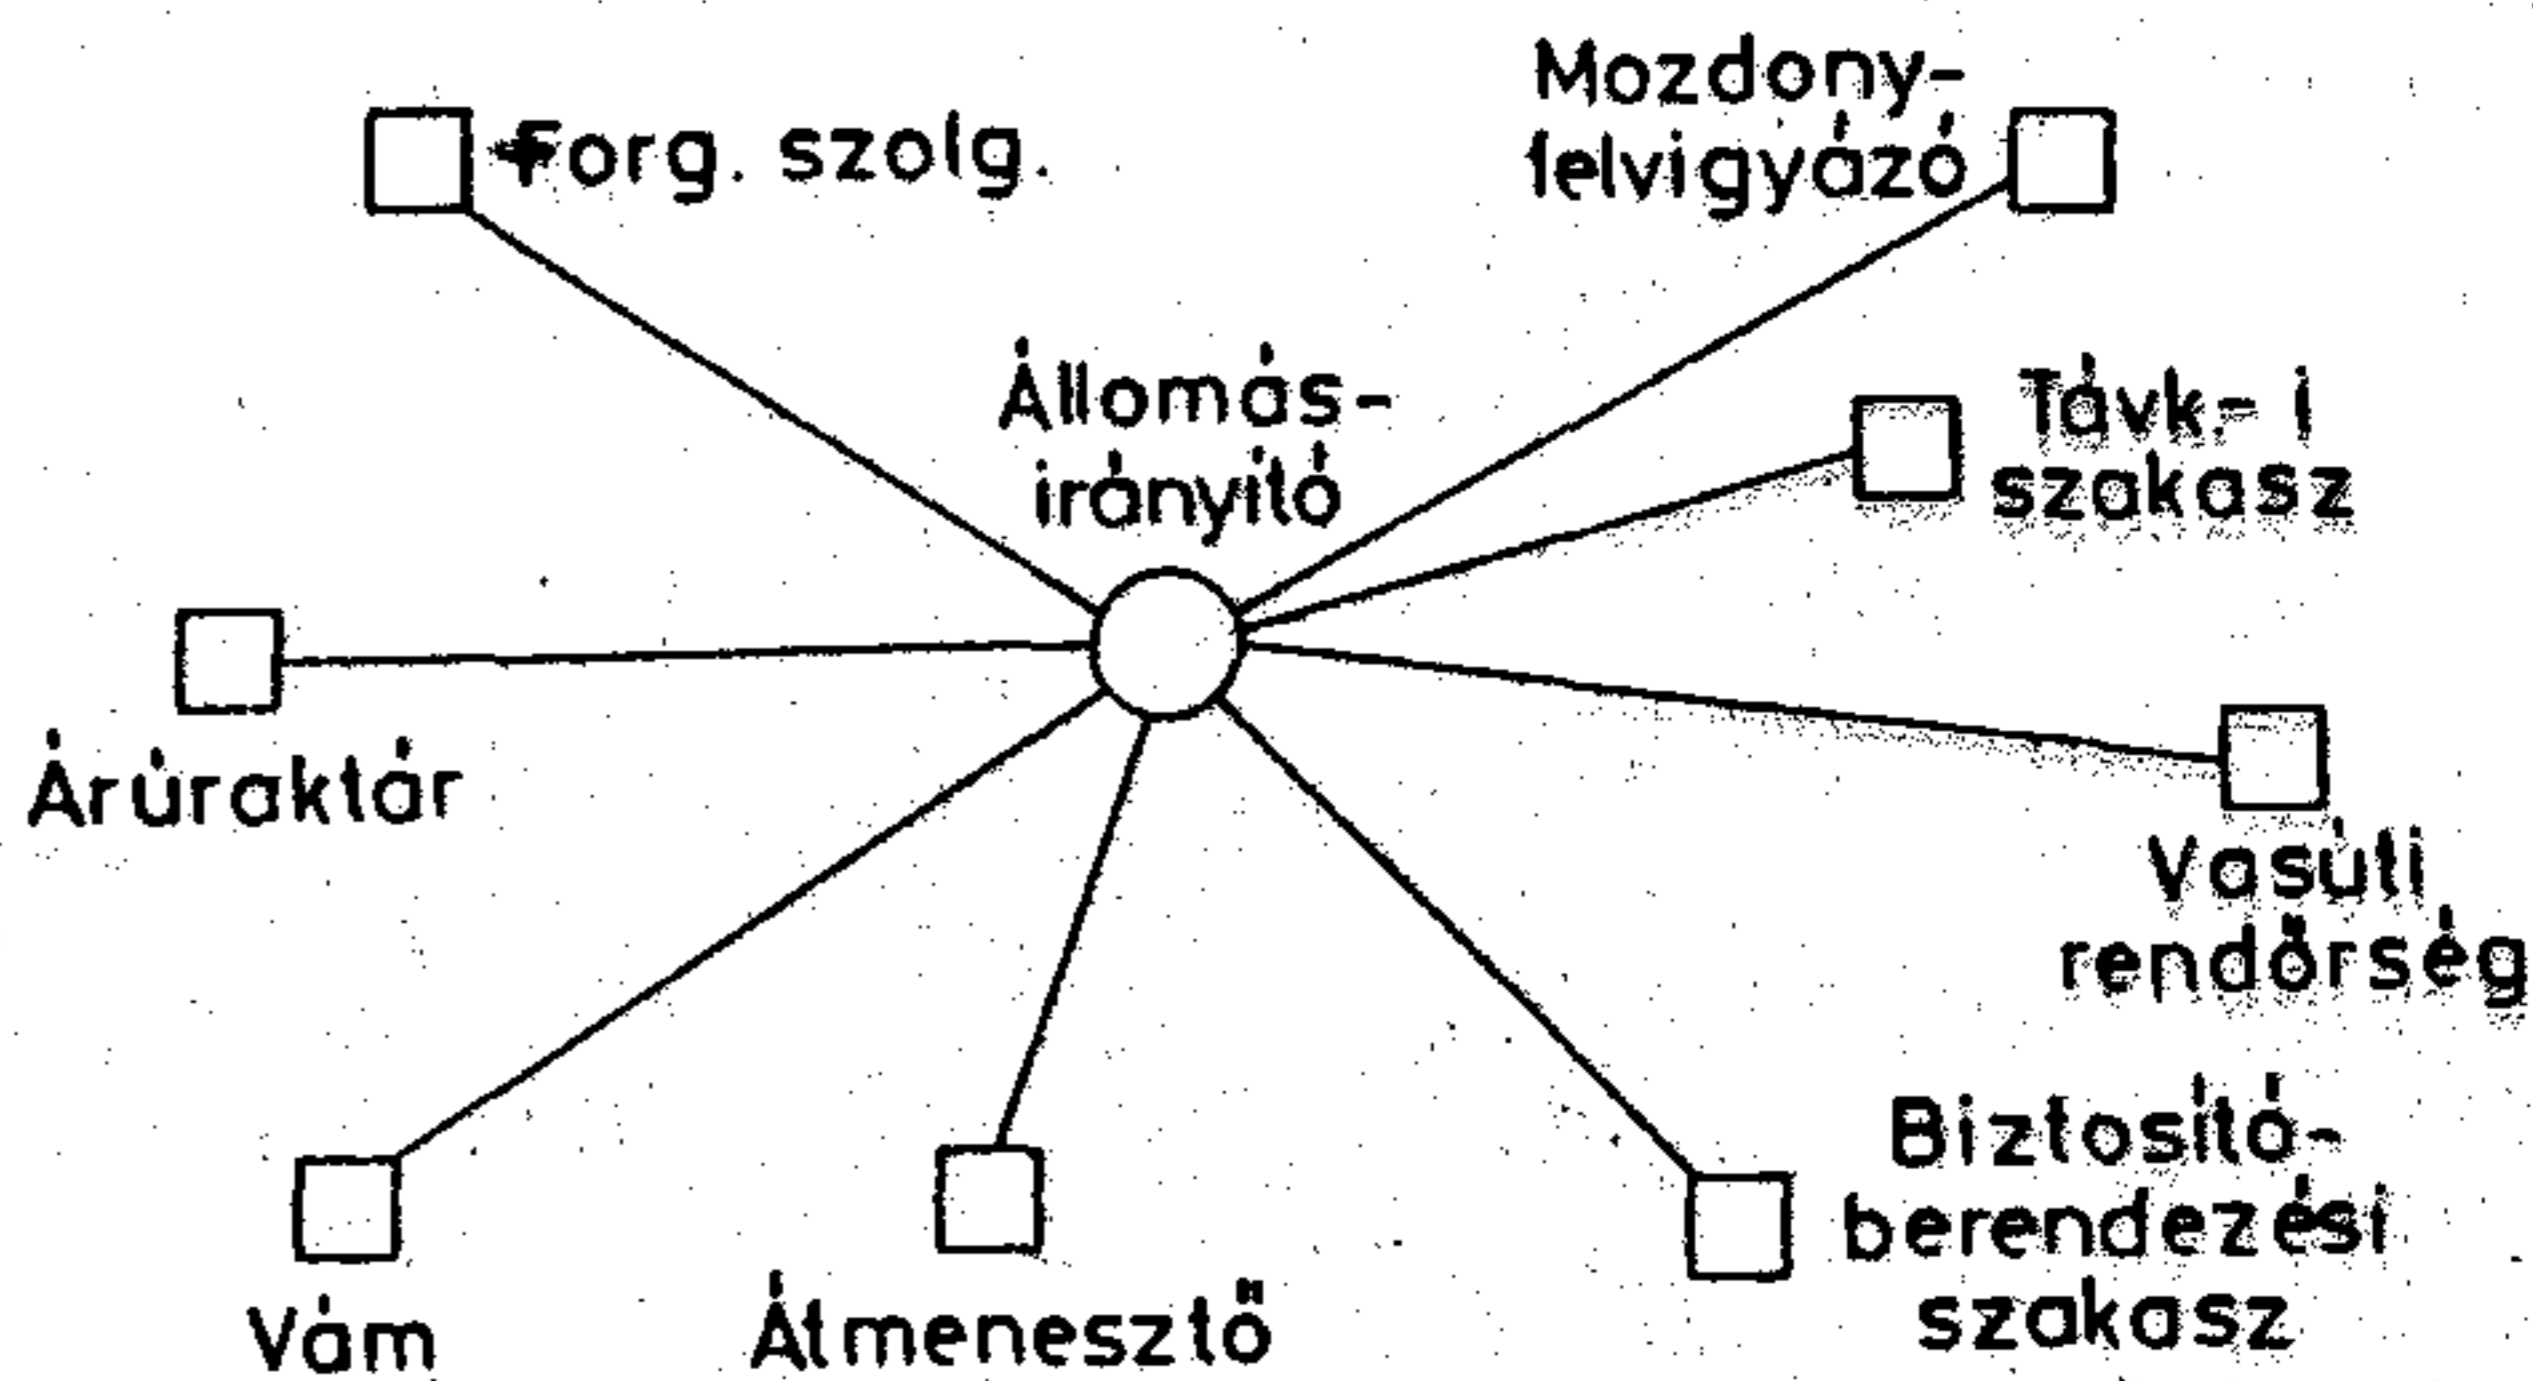 Forg. szolg.
Mozdony-
felvigyázó
Állomás-
irányító
Távk.- i
szakasz
Árúraktár
Vasúti
rendőrség
Vám
Átmenesztő
Biztosító-
berendezési
szakasz